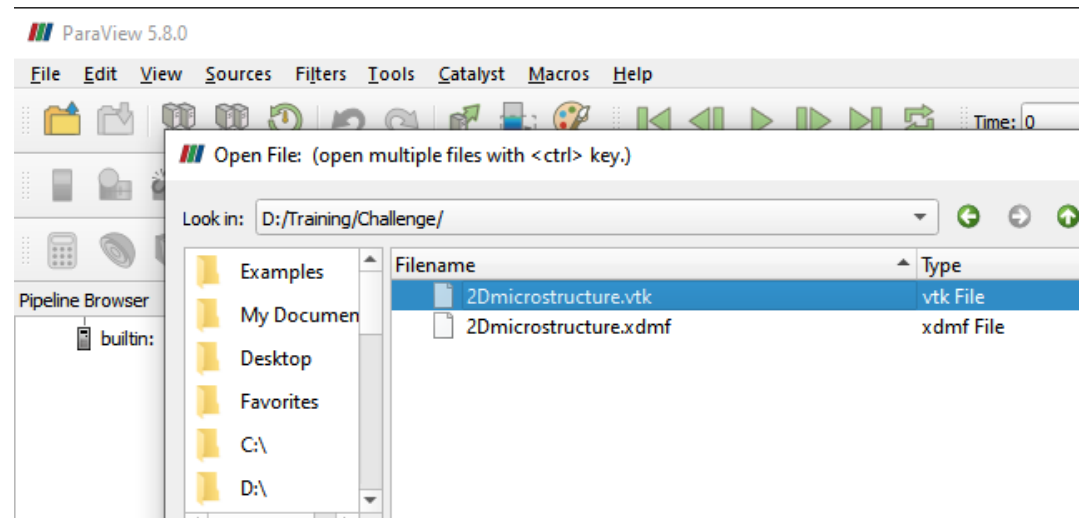 ParaView 5.8.0
File Edit View Sources Filters Tools Catalyst Macros Help
Time: 0
Open File: (open multiple files with <ctrl> key.)
Look in: D:/Training/Challenge/
Filename Type
Examples
2Dmicrostructure.vtk vtk File
Pipeline Browser
My Documen
2Dmicrostructure.xdmf xdmf File
builtin:
Desktop
Favorites
C:\
D:\